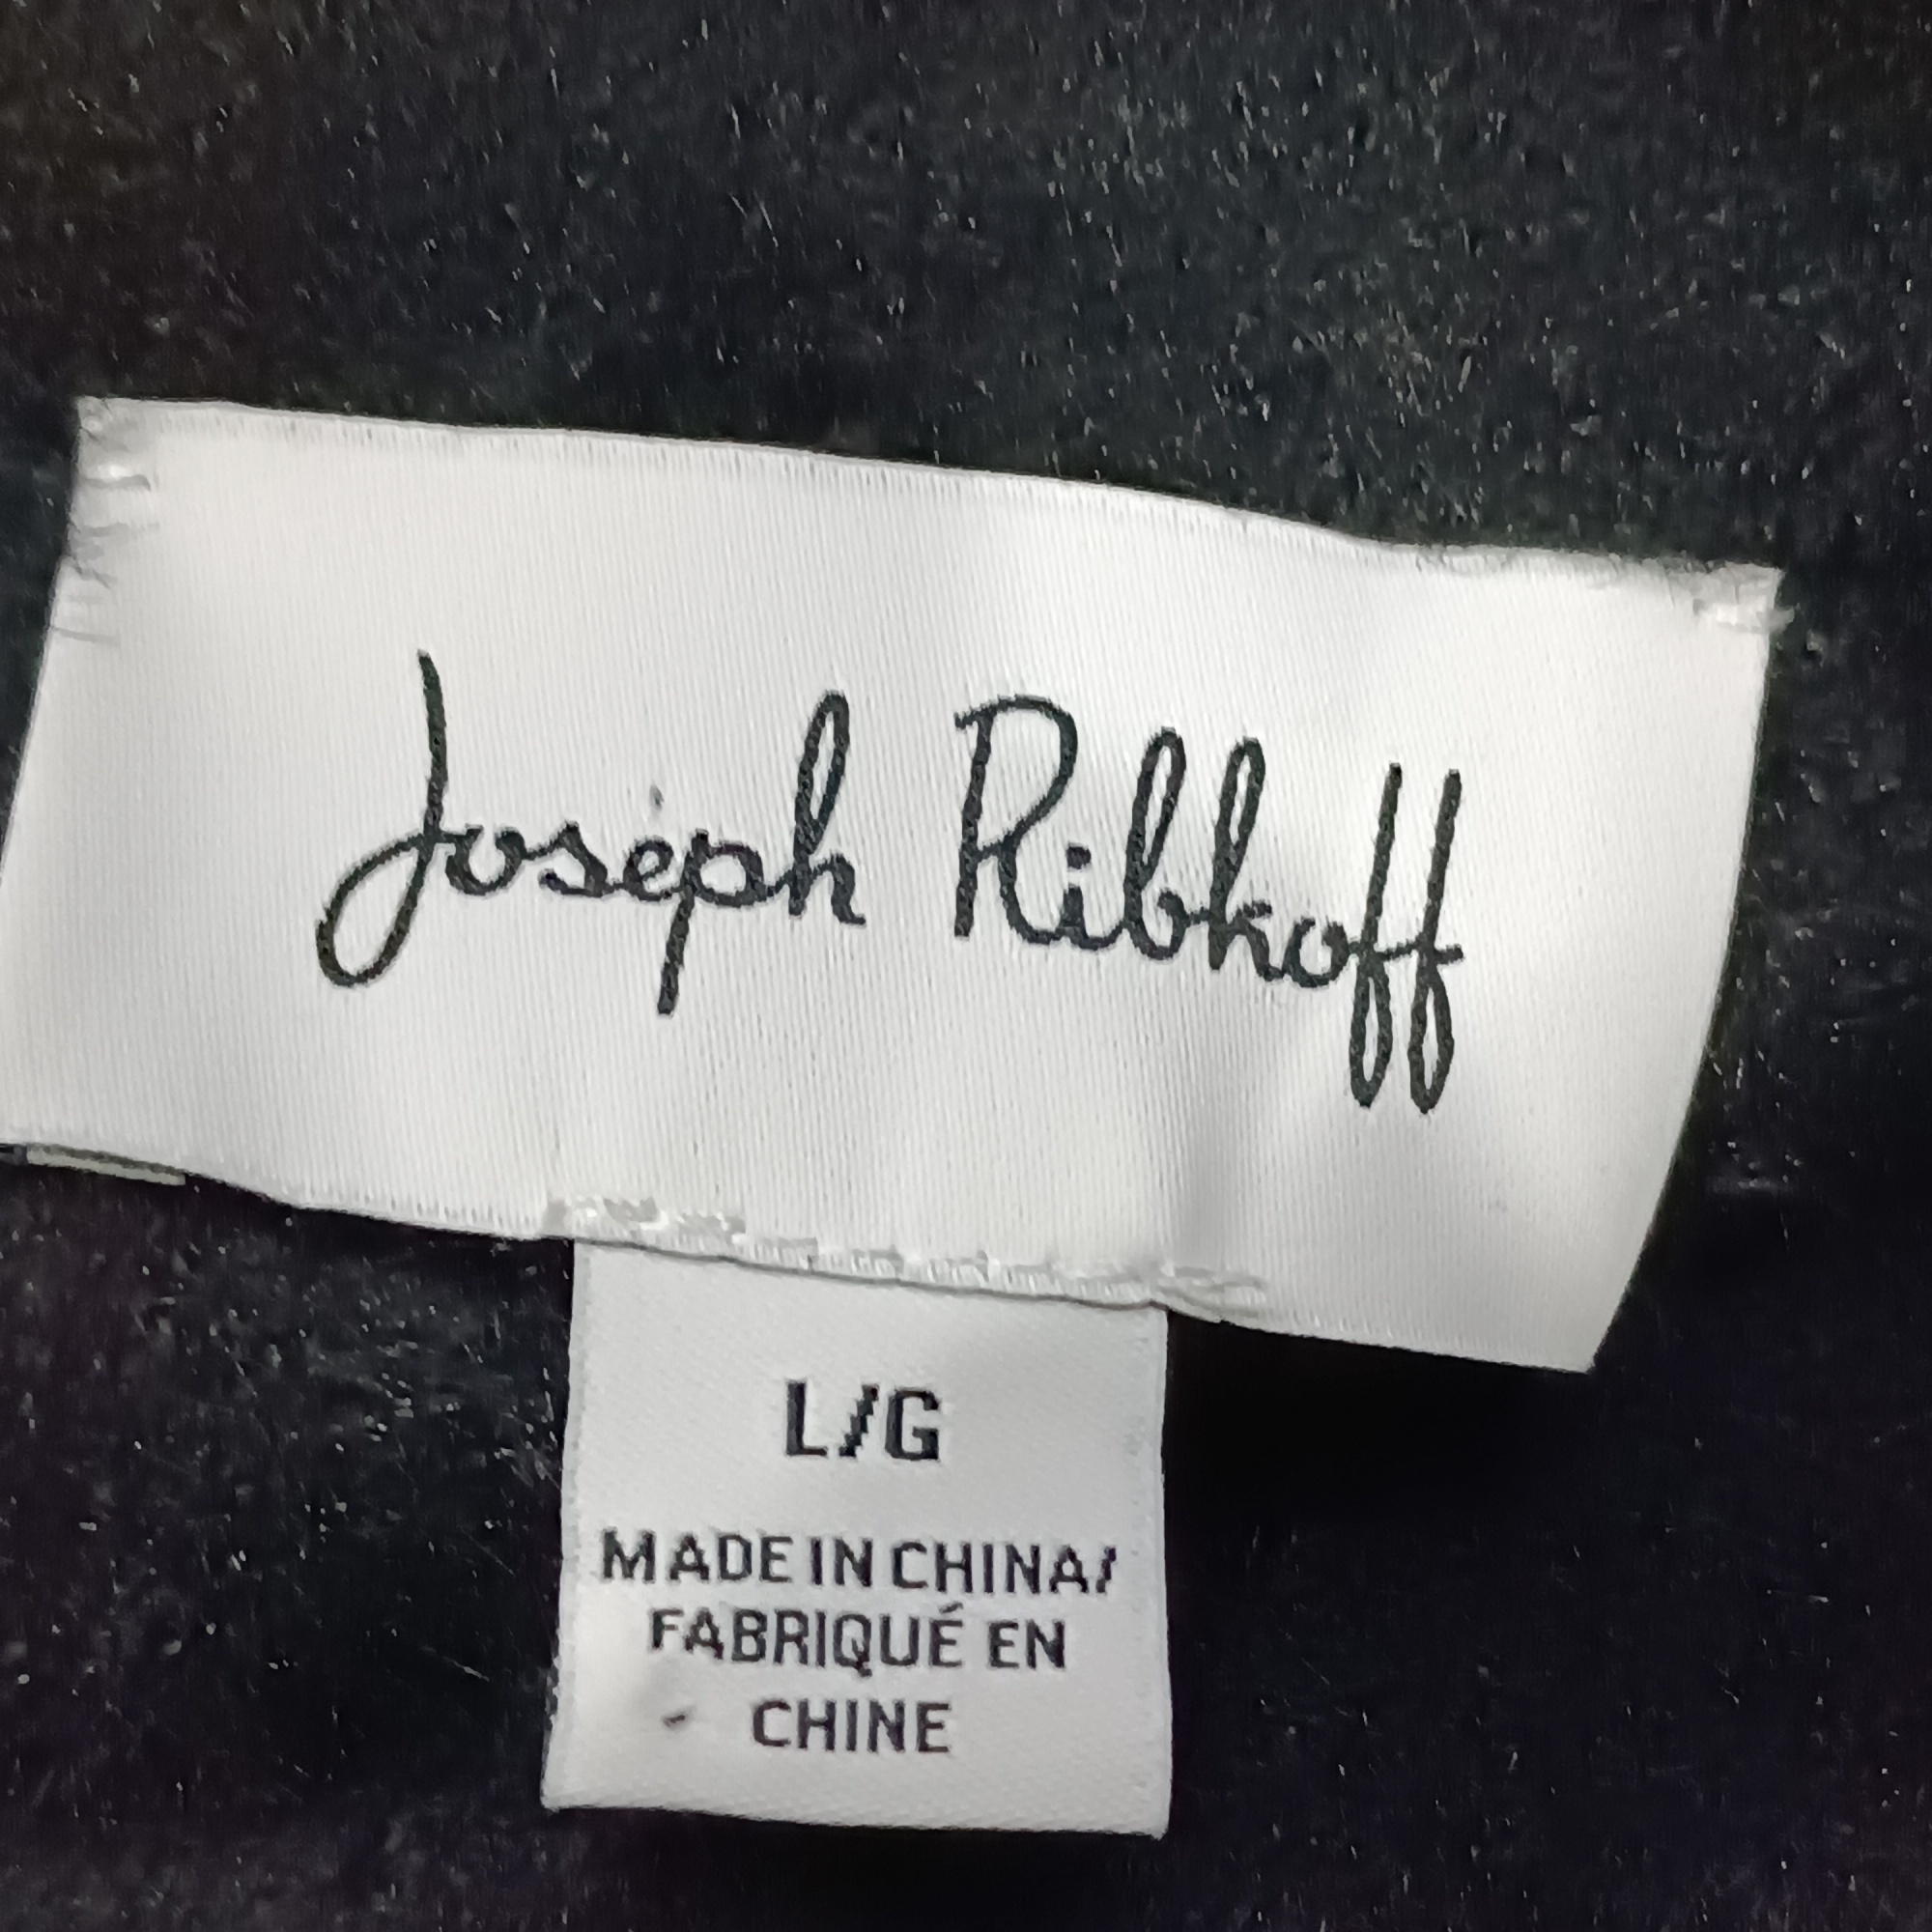 Joseph Ribkoff
L/G
MADE IN CHINA/
FABRIQUÉ EN
CHINE